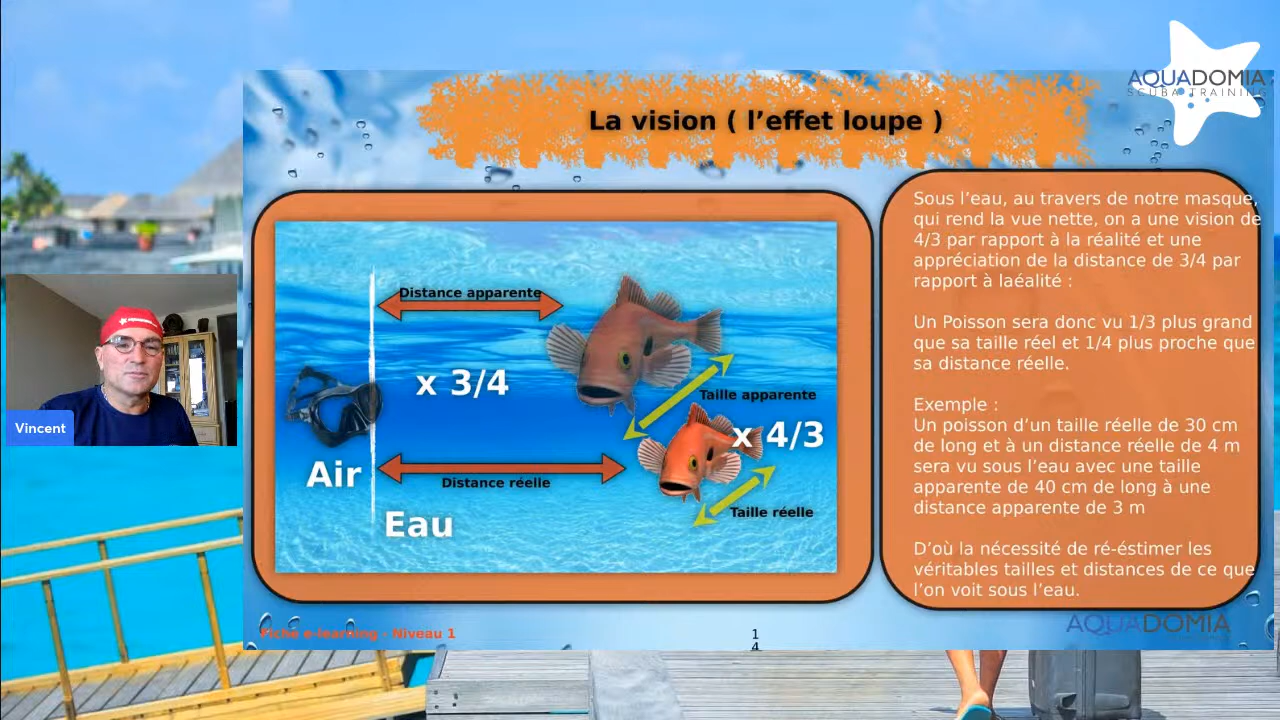 AQUADOMIA
SCUBA TRAINING
La vision ( l’effet loupe )
Distance apparente
x 3/4
Taille apparente
x 4/3
Air
Distance réelle
Taille réelle
Eau
Sous l’eau, au travers de notre masque,
qui rend la vue nette, on a une vision de
4/3 par rapport à la réalité et une
appréciation de la distance de 3/4 par
rapport à laéalité :
Un Poisson sera donc vu 1/3 plus grand
que sa taille réel et 1/4 plus proche que
sa distance réelle.
Exemple :
Un poisson d’un taille réelle de 30 cm
de long et à un distance réelle de 4 m
sera vu sous l’eau avec une taille
apparente de 40 cm de long à une
distance apparente de 3 m
D’où la nécessité de ré-éstimer les
véritables tailles et distances de ce que
l’on voit sous l’eau.
Vincent
Fiche e-learning - Niveau 1
1
4
AQUADOMIA